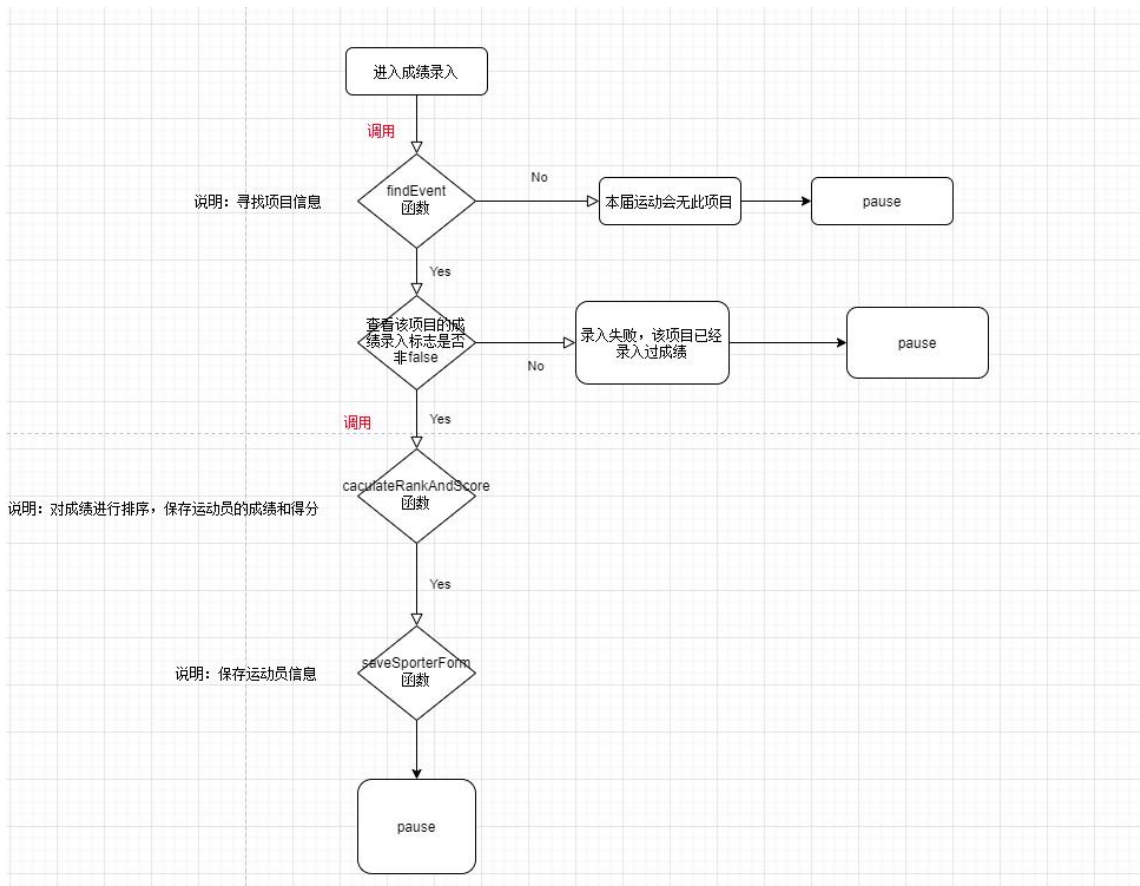 进入成绩录入
调用
findEvent
函数
No
说明：寻找项目信息
本届运动会无此项目
pause
Yes
查看该项目的成
绩录入标志是否
非false
No
录入失败，该项目已经
录入过成绩
pause
调用
Yes
caculateRankAndScore
函数
说明：对成绩进行排序，保存运动员的成绩和得分
Yes
saveSporterForm
函数
说明：保存运动员信息
pause